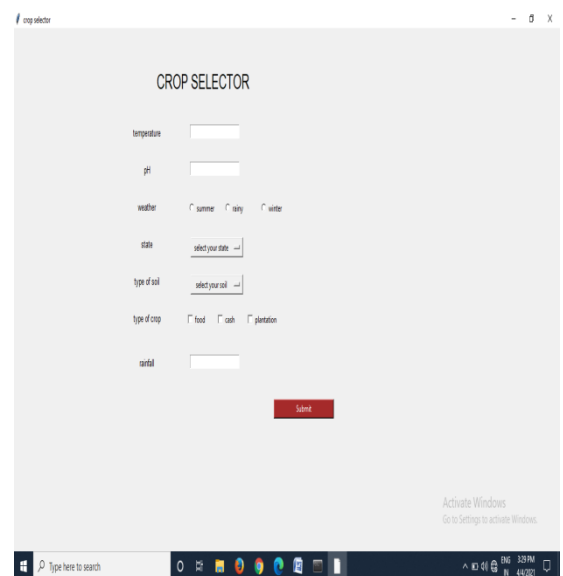 crop selector
CROP SELECTOR
temperature
pH
weather summer rainy winter
state select your state
type of soil select your soil
type of crop food cash plantation
rainfall
Submit
Activate Windows
Go to Settings to activate Windows.
Type here to search
ENG 3:29 PM
IN 4/4/2021